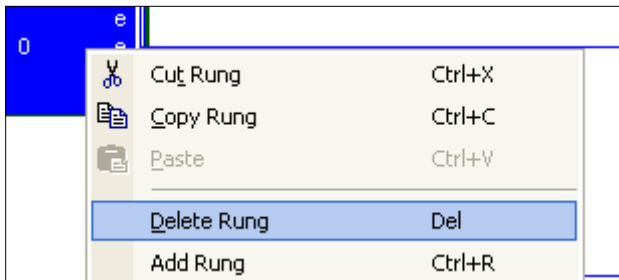 e
0 e
Cut Rung Ctrl+X
Copy Rung Ctrl+C
Paste Ctrl+V
Delete Rung Del
Add Rung Ctrl+R